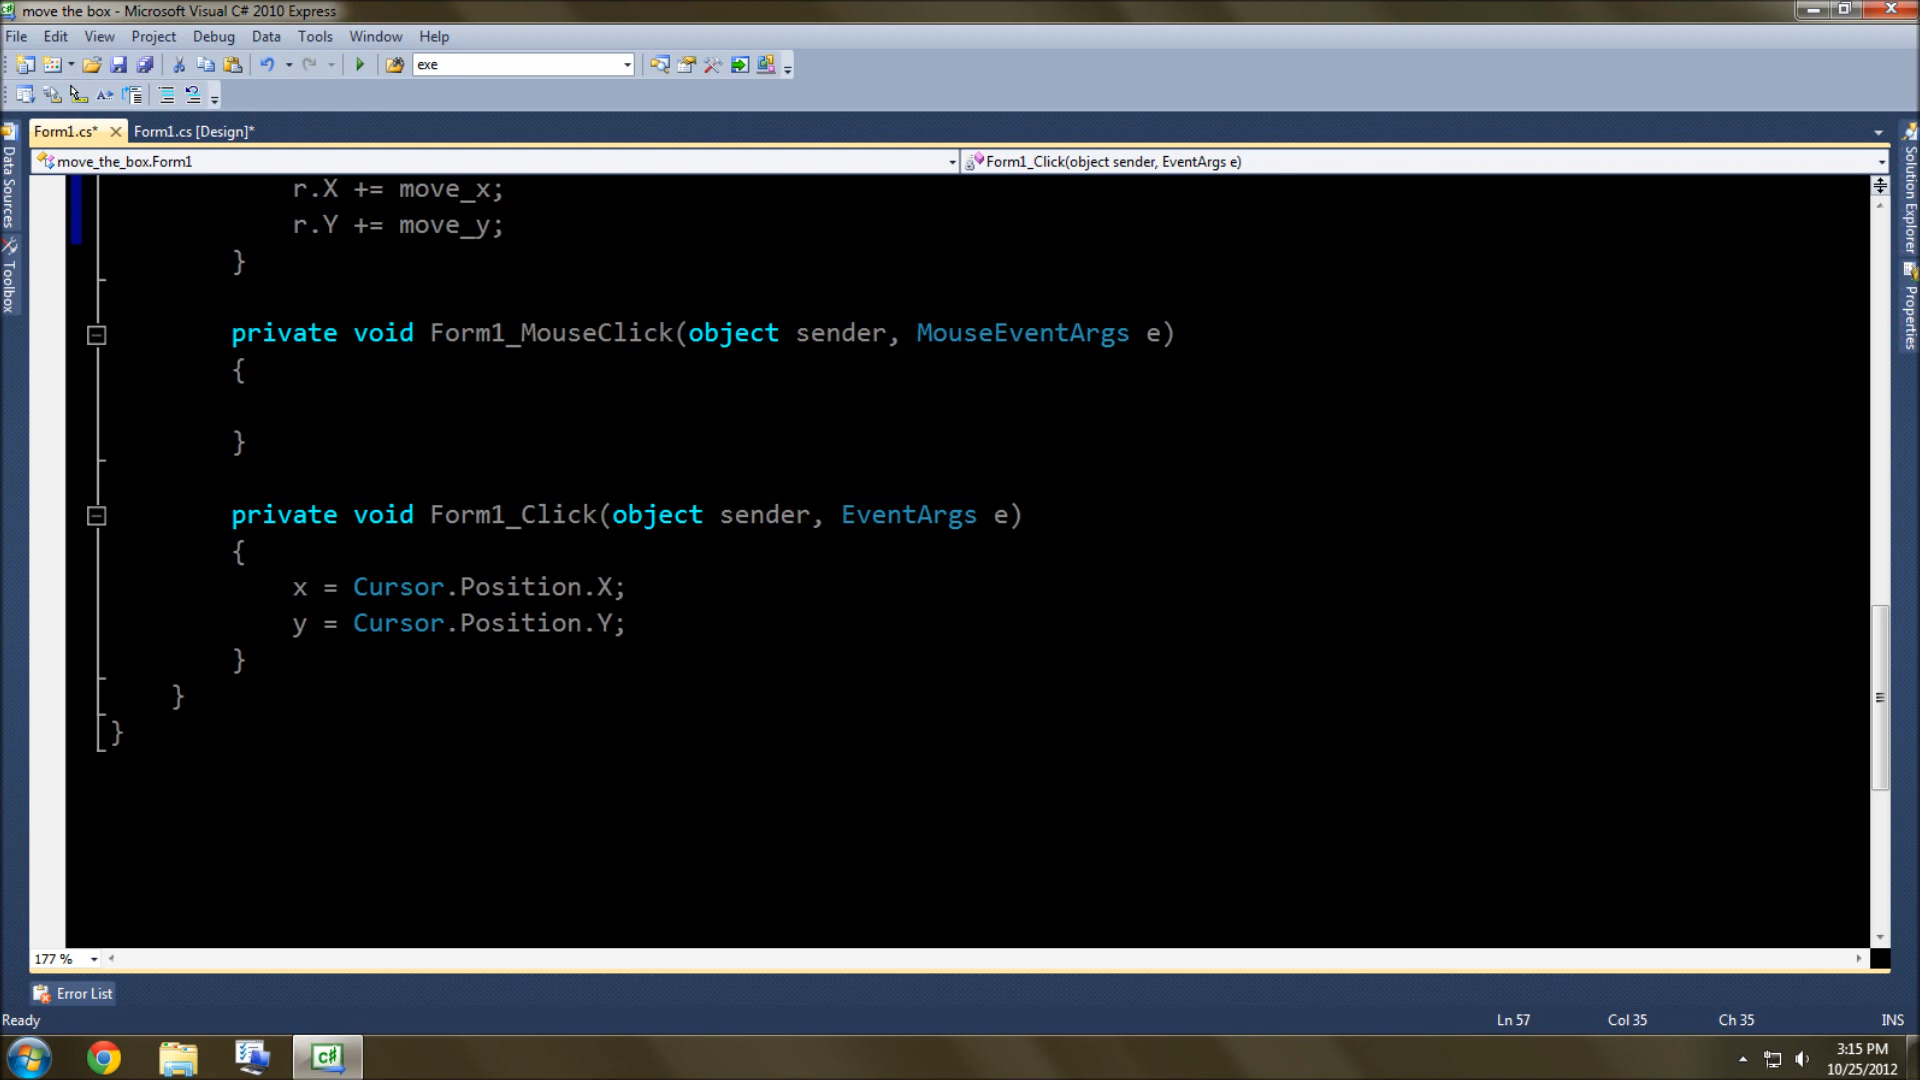 move the box - Microsoft Visual C# 2010 Express
File Edit View Project Debug Data Tools Window Help
exe
Form1.cs* Form1.cs [Design]*
move_the_box.Form1 Form1_Click(object sender, EventArgs e)
Data Sources
Toolbox
Solution Explorer
Properties
r.X += move_x;
r.Y += move_y;
}
private void Form1_MouseClick(object sender, MouseEventArgs e)
{
}
private void Form1_Click(object sender, EventArgs e)
{
x = Cursor.Position.X;
y = Cursor.Position.Y;
}
}
}
177 %
Error List
Ready Ln 57 Col 35 Ch 35 INS
C#
3:15 PM
10/25/2012